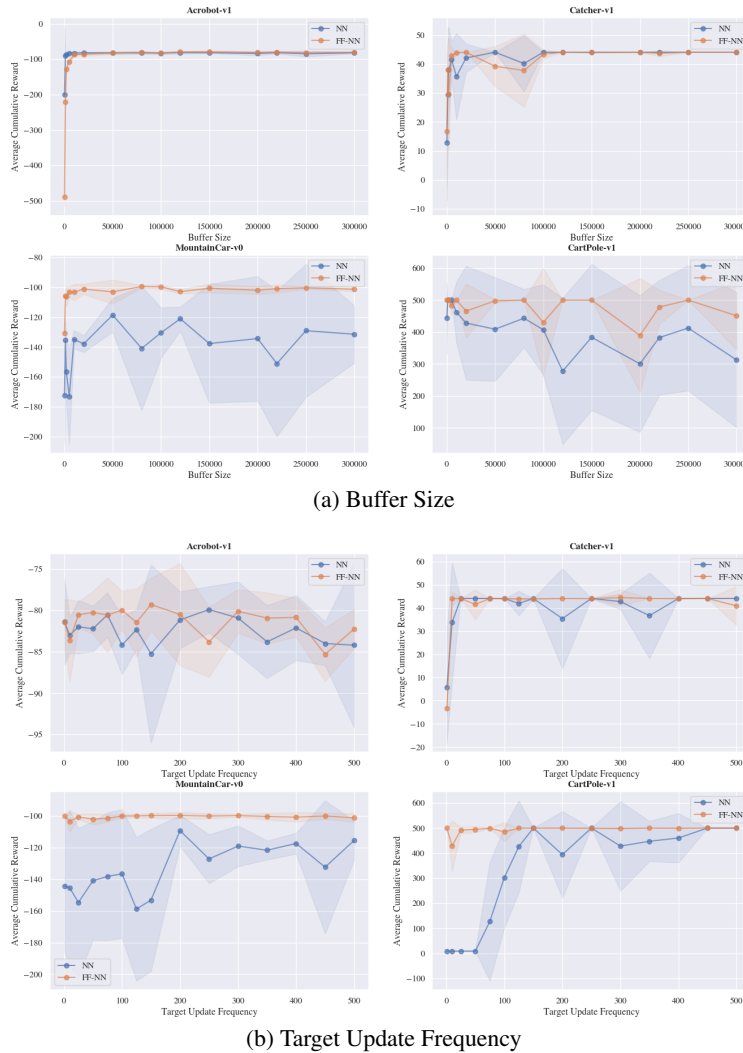 Acrobot-v1
Average Cumulative Reward
0
−100
−200
−300
−400
−500
NN
FF-NN
0 50000 100000 150000 200000 250000 300000
Buffer Size
Catcher-v1
Average Cumulative Reward
50
40
30
20
10
0
−10
NN
FF-NN
0 50000 100000 150000 200000 250000 300000
Buffer Size
MountainCar-v0
Average Cumulative Reward
−80
−100
−120
−140
−160
−180
−200
NN
FF-NN
0 50000 100000 150000 200000 250000 300000
Buffer Size
CartPole-v1
Average Cumulative Reward
600
500
400
300
200
100
NN
FF-NN
0 50000 100000 150000 200000 250000 30000
Buffer Size
(a) Buffer Size
Acrobot-v1
Average Cumulative Reward
−75
−80
−85
−90
−95
NN
FF-NN
0 100 200 300 400 500
Target Update Frequency
Catcher-v1
Average Cumulative Reward
60
50
40
30
20
10
0
−10
−20
NN
FF-NN
0 100 200 300 400 500
Target Update Frequency
MountainCar-v0
Average Cumulative Reward
−100
−120
−140
−160
−180
−200
NN
FF-NN
0 100 200 300 400 500
Target Update Frequency
CartPole-v1
Average Cumulative Reward
600
500
400
300
200
100
0
−100
NN
FF-NN
0 100 200 300 400 500
Target Update Frequency
(b) Target Update Frequency